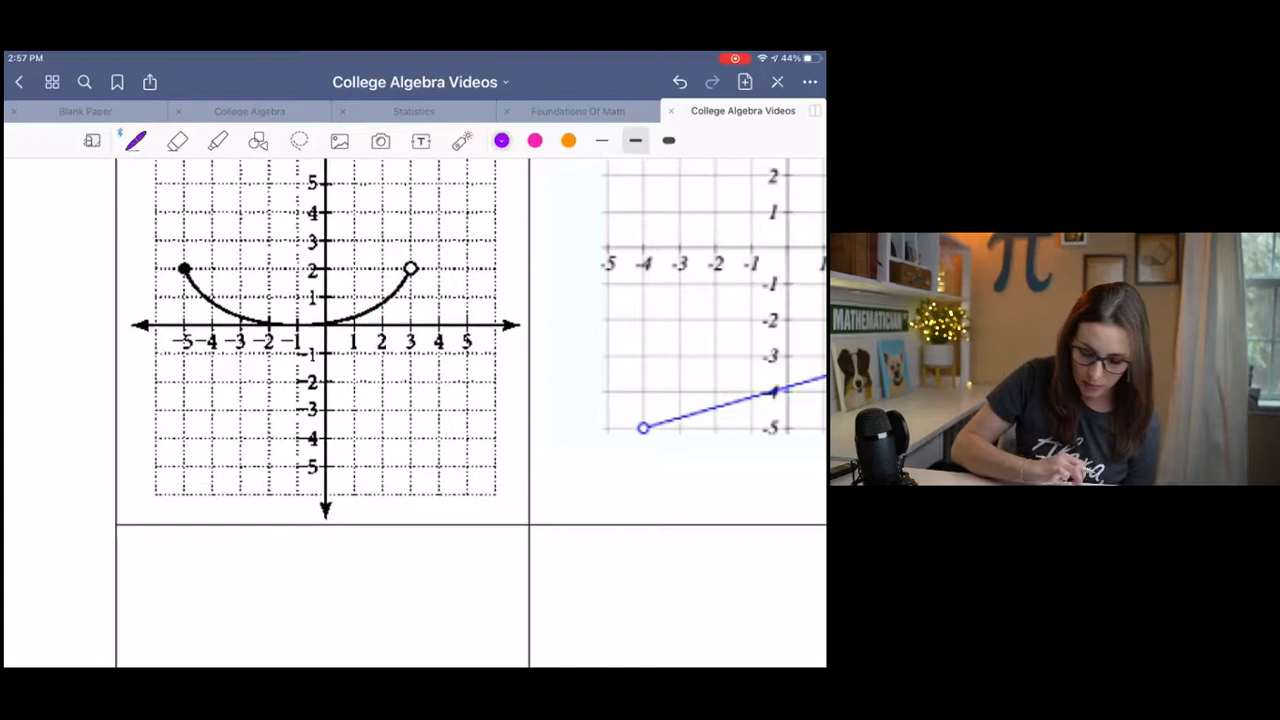 2:57 PM
44%
College Algebra Videos
Blank Paper
College Algebra
Statistics
Foundations Of Math
College Algebra Videos
T
5
4
3
2
1
-5 -4 -3 -2 -1 1 2 3 4 5
-1
-2
-3
-4
-5
2
1
-5 -4 -3 -2 -1 1
-1
-2
-3
-4
-5
π
MATHEMATICIAN